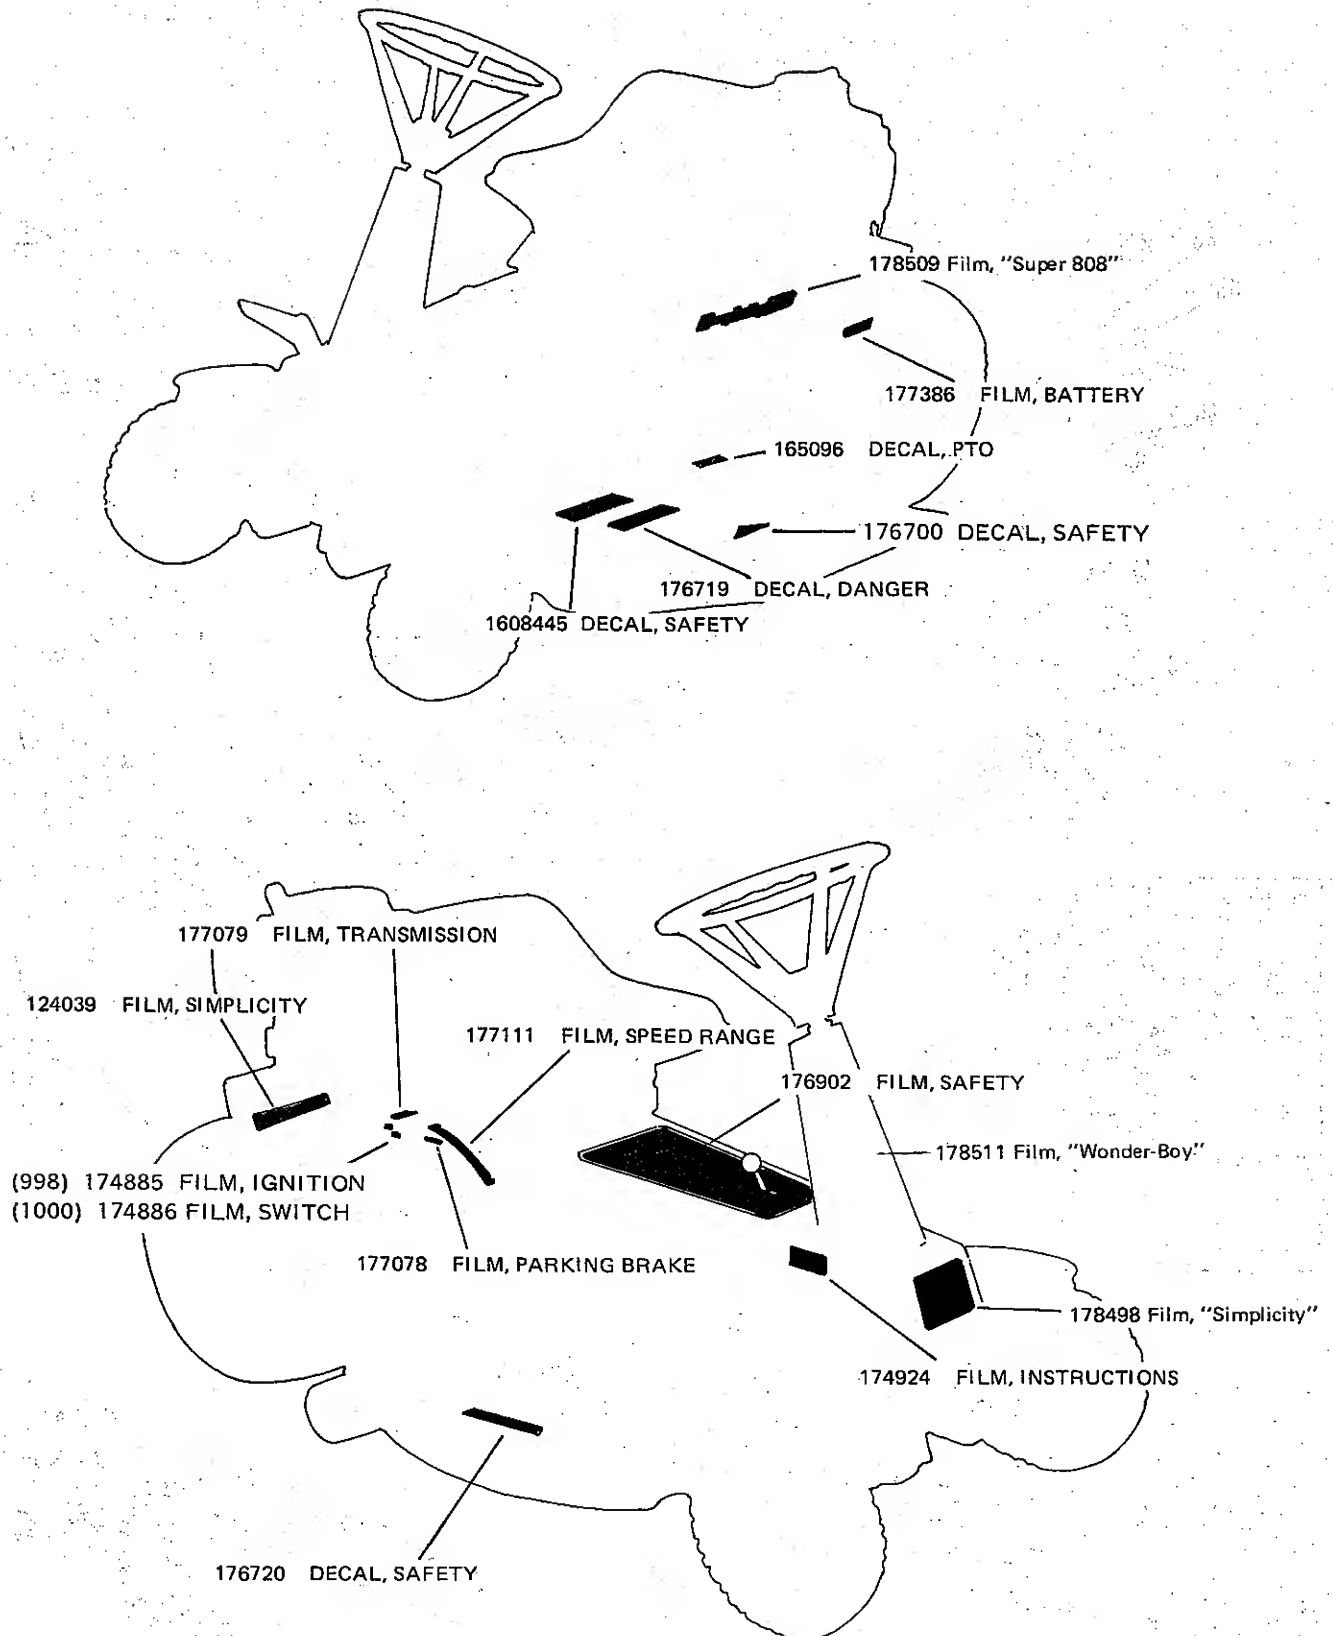 178509 Film, "Super 808"
177386 FILM, BATTERY
165096 DECAL, PTO
176700 DECAL, SAFETY
176719 DECAL, DANGER
1608445 DECAL, SAFETY
177079 FILM, TRANSMISSION
124039 FILM, SIMPLICITY
177111 FILM, SPEED RANGE
176902 FILM, SAFETY
178511 Film, "Wonder-Boy"
(998) 174885 FILM, IGNITION
(1000) 174886 FILM, SWITCH
177078 FILM, PARKING BRAKE
178498 Film, "Simplicity"
174924 FILM, INSTRUCTIONS
176720 DECAL, SAFETY